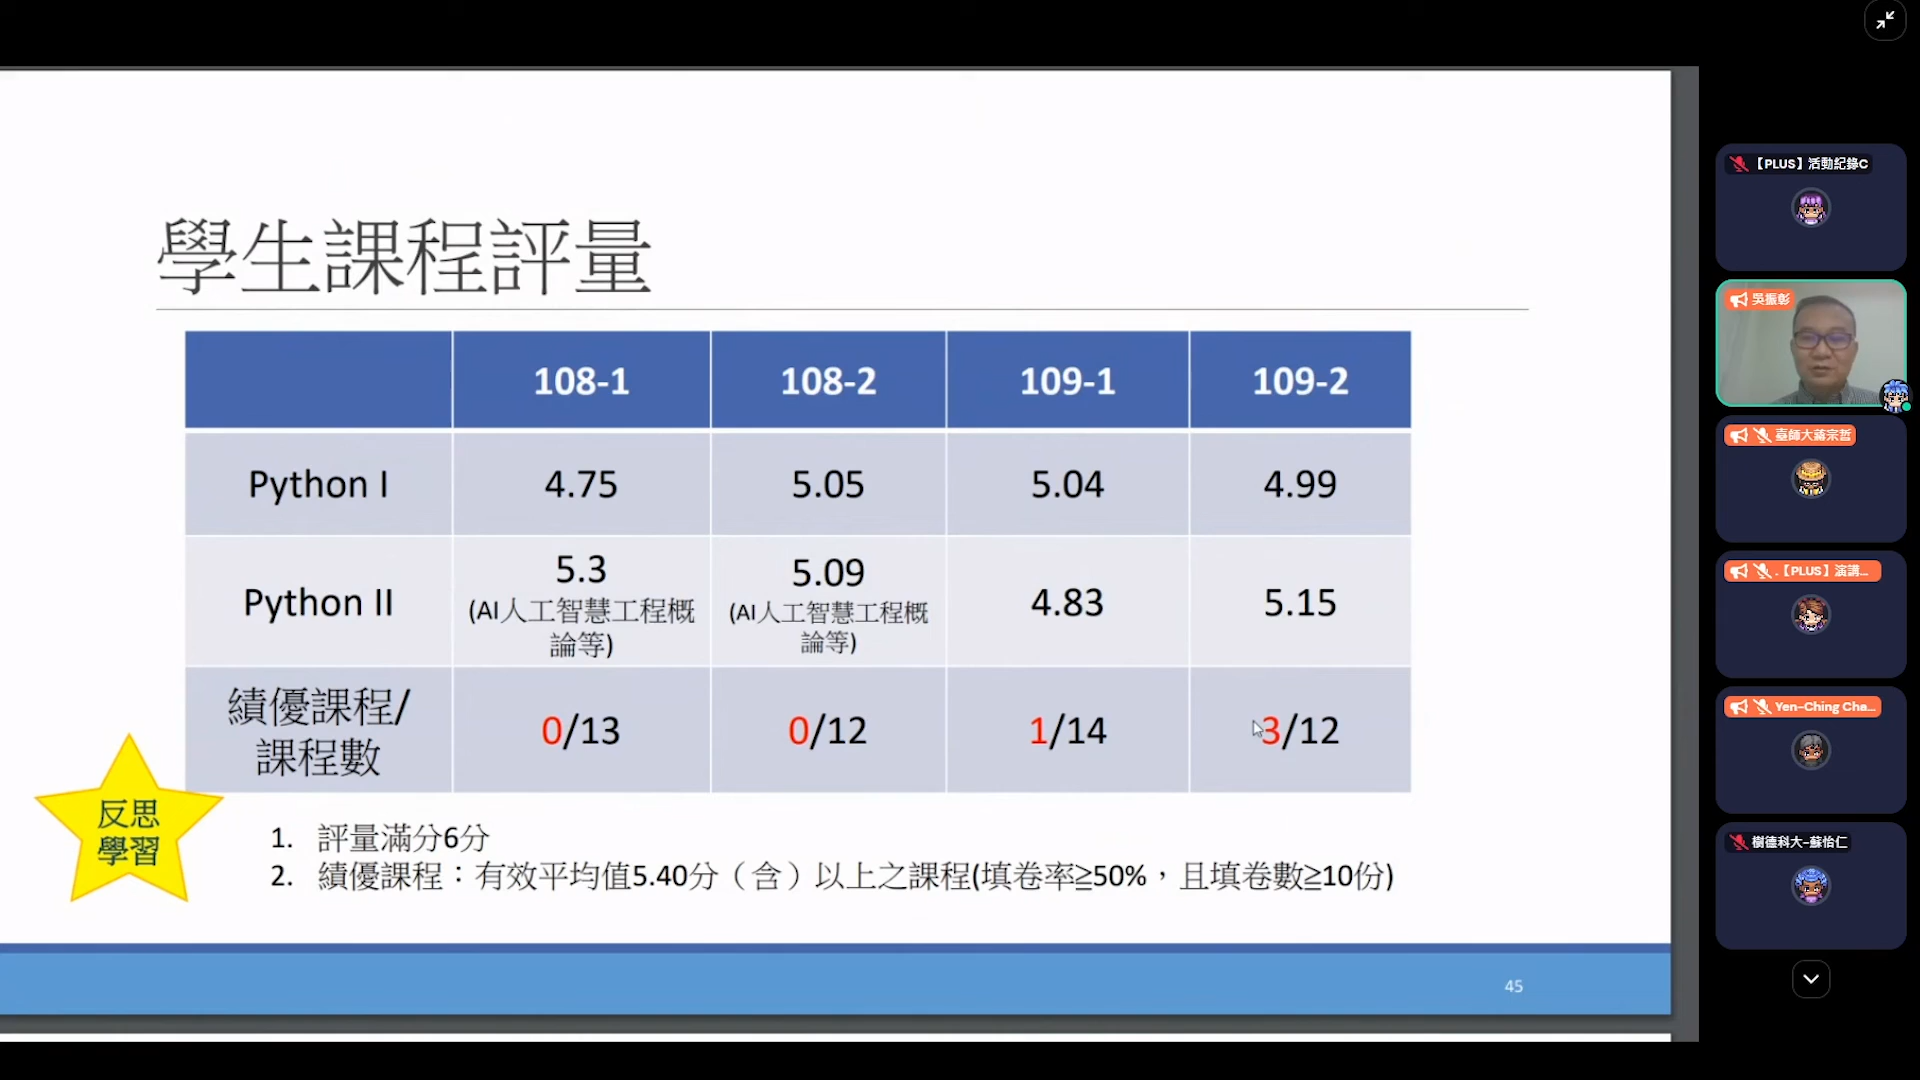 學生課程評量
108-1 108-2 109-1 109-2
Python I 4.75 5.05 5.04 4.99
Python II 5.3 (AI人工智慧工程概論等) 5.09 (AI人工智慧工程概論等) 4.83 5.15
績優課程/課程數 0/13 0/12 1/14 3/12
反思
學習
1. 評量滿分6分
2. 績優課程：有效平均值5.40分（含）以上之課程(填卷率≧50%，且填卷數≧10份)
45
【PLUS】活動紀錄C
吳振彰
臺師大蔣宗哲
.【PLUS】演講...
Yen-Ching Cha...
樹德科大-蘇怡仁